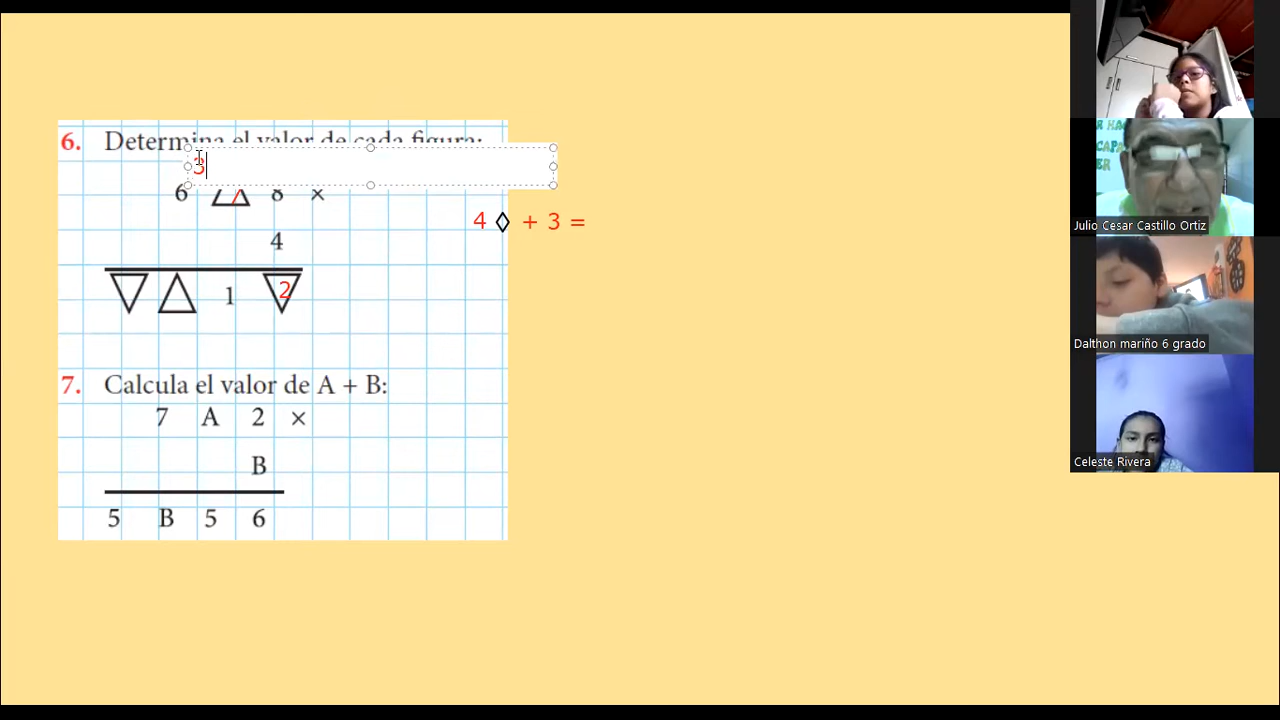 6. Determina el valor de cada figura:
3
6 △ 8 ×
4 ◊ + 3 =
4
▽ △ 1 ▽ 2
7. Calcula el valor de A + B:
7 A 2 ×
B
5 B 5 6
Julio Cesar Castillo Ortiz
Dalthon mariño 6 grado
Celeste Rivera